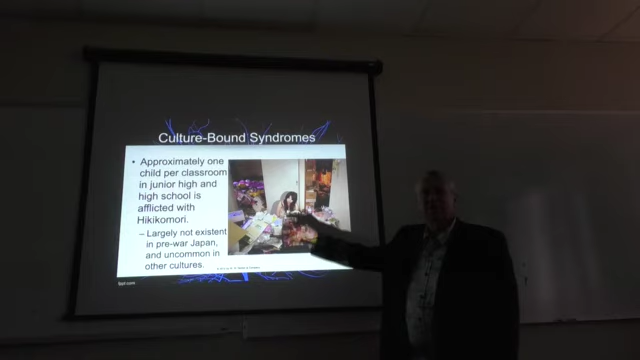 Culture-Bound Syndromes
• Approximately one
child per classroom
in junior high and
high school is
afflicted with
Hikikomori.
– Largely not existent
in pre-war Japan,
and uncommon in
other cultures.